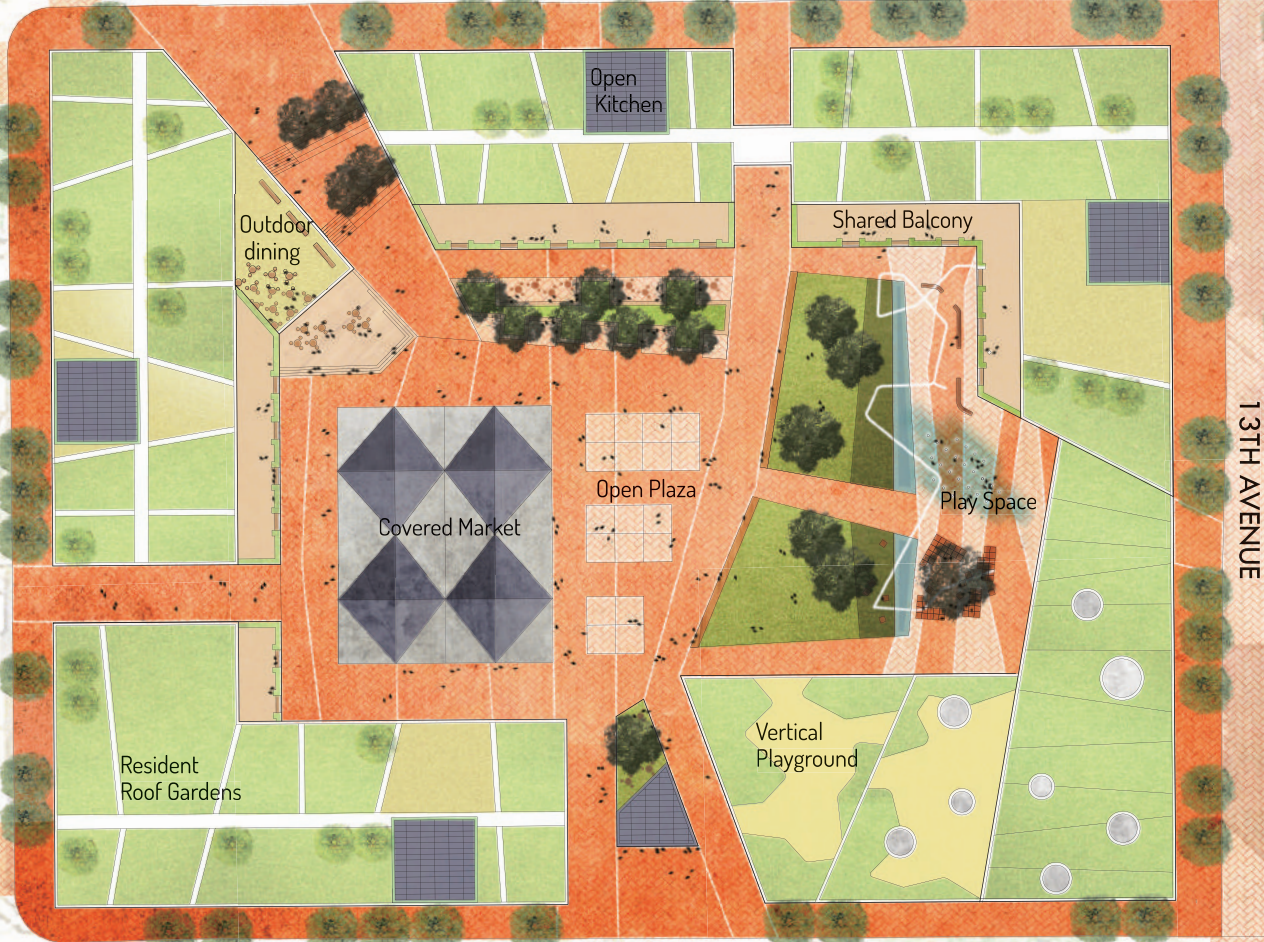 Open
Kitchen
Outdoor
dining
Shared Balcony
Open Plaza
Covered Market
Play Space
13TH AVENUE
Vertical
Playground
Resident
Roof Gardens